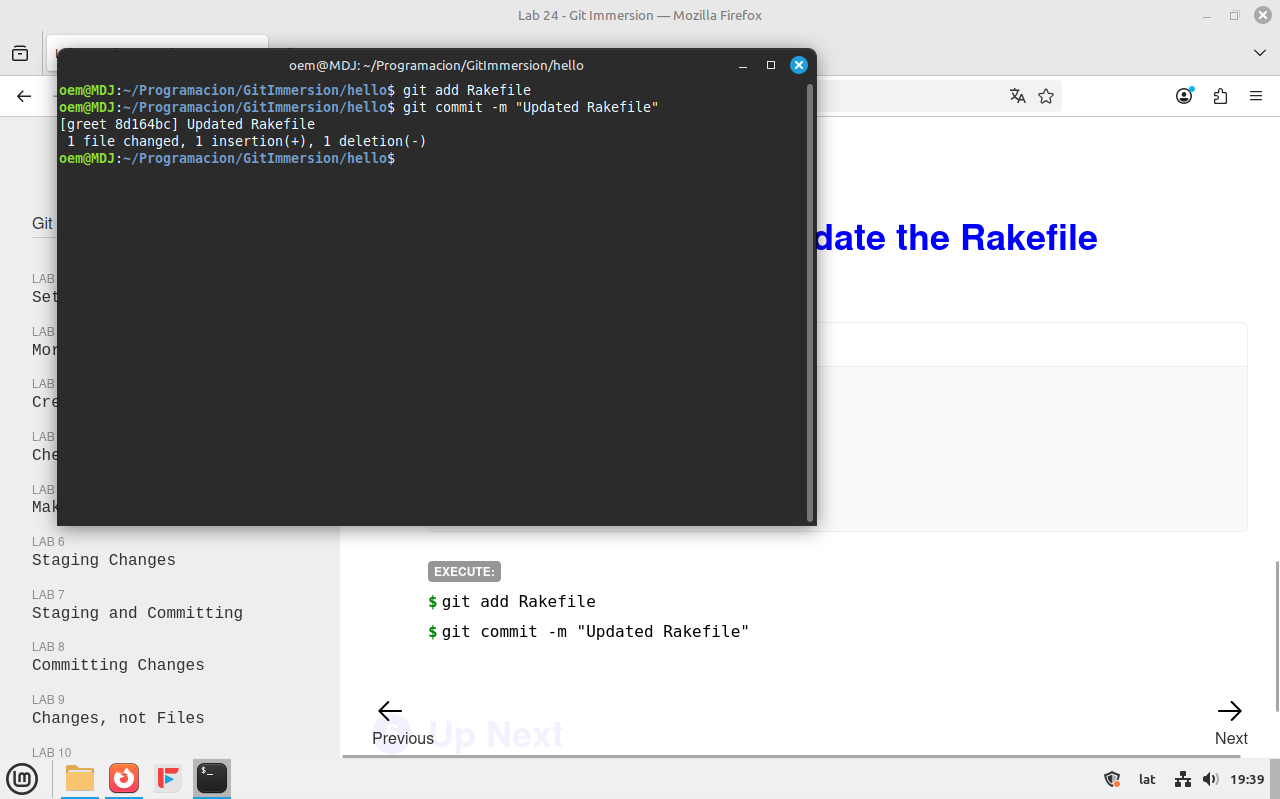 Lab 24 - Git Immersion — Mozilla Firefox
oem@MDJ: ~/Programacion/GitImmersion/hello
oem@MDJ:~/Programacion/GitImmersion/hello$ git add Rakefile
oem@MDJ:~/Programacion/GitImmersion/hello$ git commit -m "Updated Rakefile"
[greet 8d164bc] Updated Rakefile
1 file changed, 1 insertion(+), 1 deletion(-)
oem@MDJ:~/Programacion/GitImmersion/hello$
Git
date the Rakefile
LAB
Set
LAB
Mor
LAB
Cre
LAB
Che
LAB
Mak
LAB 6
Staging Changes
LAB 7
Staging and Committing
LAB 8
Committing Changes
LAB 9
Changes, not Files
LAB 10
EXECUTE:
$ git add Rakefile
$ git commit -m "Updated Rakefile"
Up Next
Previous
Next
lat
19:39